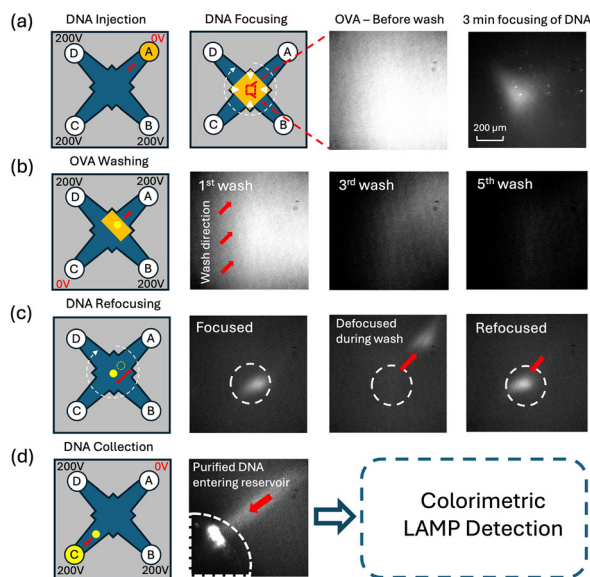 (a)
DNA Injection
DNA Focusing
OVA – Before wash
3 min focusing of DNA
200V
0V
D
A
C
B
200V
200V
D
A
C
B
200 µm
(b)
OVA Washing
200V
200V
D
A
C
B
0V
200V
1st wash
Wash direction
3rd wash
5th wash
(c)
DNA Refocusing
D
A
C
B
Focused
Defocused
during wash
Refocused
(d)
DNA Collection
200V
0V
D
A
C
B
200V
200V
Purified DNA
entering reservoir
Colorimetric
LAMP Detection